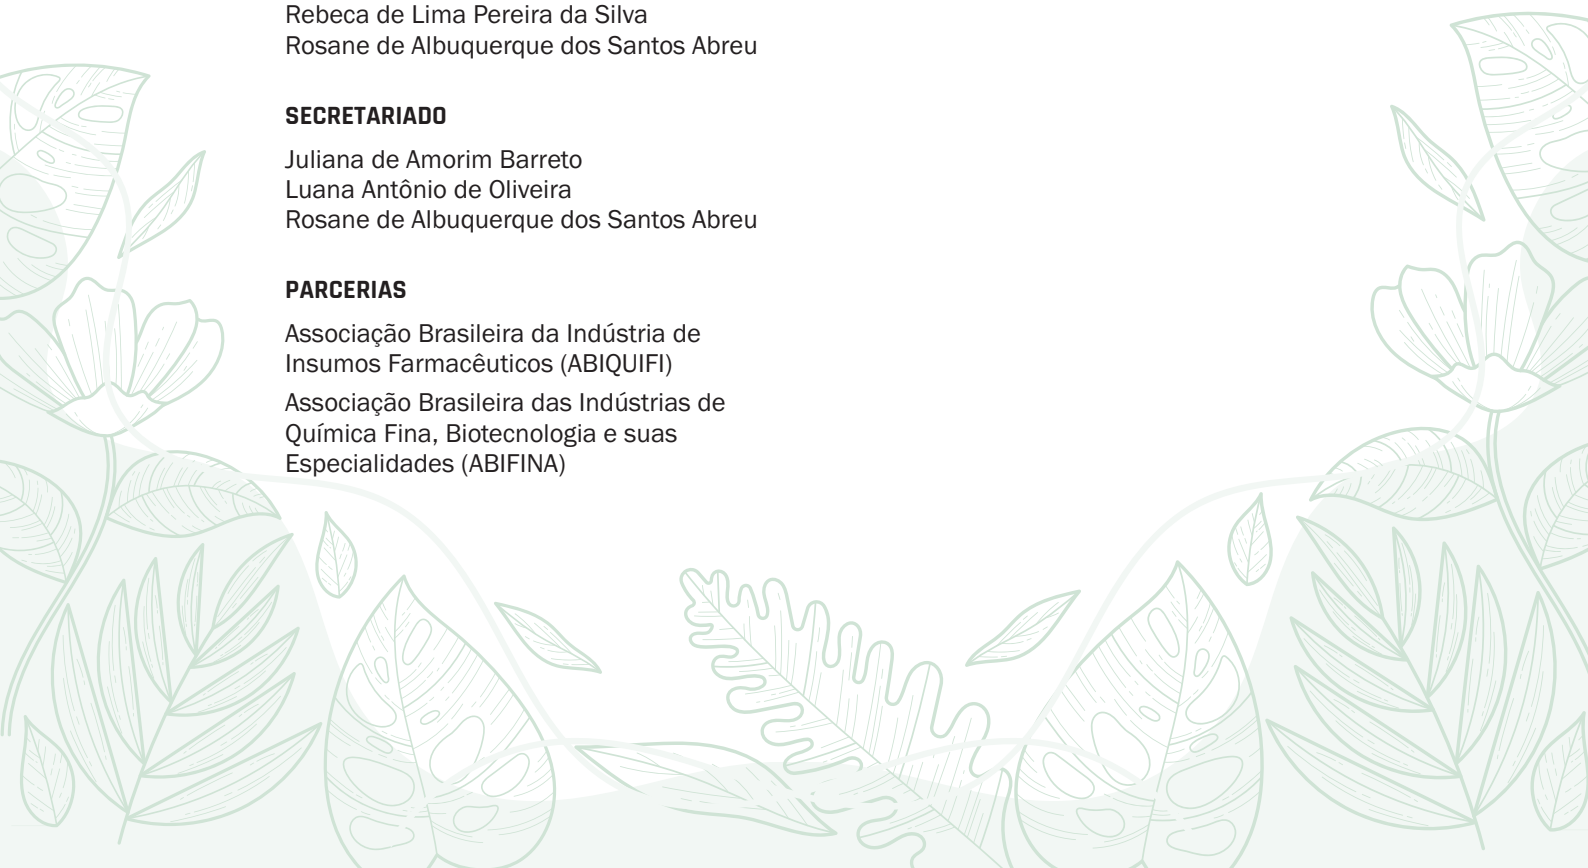 Rebeca de Lima Pereira da Silva
Rosane de Albuquerque dos Santos Abreu
SECRETARIADO
Juliana de Amorim Barreto
Luana Antônio de Oliveira
Rosane de Albuquerque dos Santos Abreu
PARCERIAS
Associação Brasileira da Indústria de
Insumos Farmacêuticos (ABIQUIFI)
Associação Brasileira das Indústrias de
Química Fina, Biotecnologia e suas
Especialidades (ABIFINA)